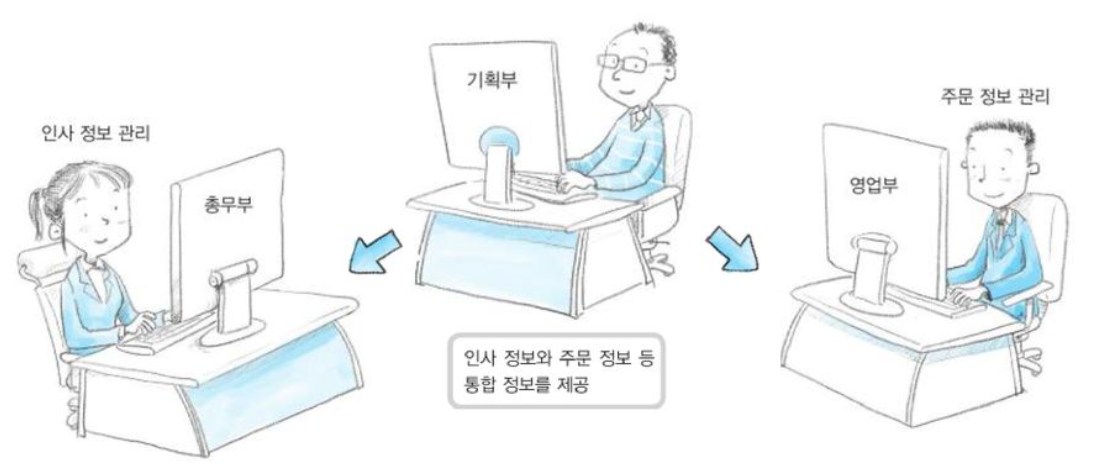 기획부
주문 정보 관리
인사 정보 관리
총무부
영업부
인사 정보와 주문 정보 등
통합 정보를 제공